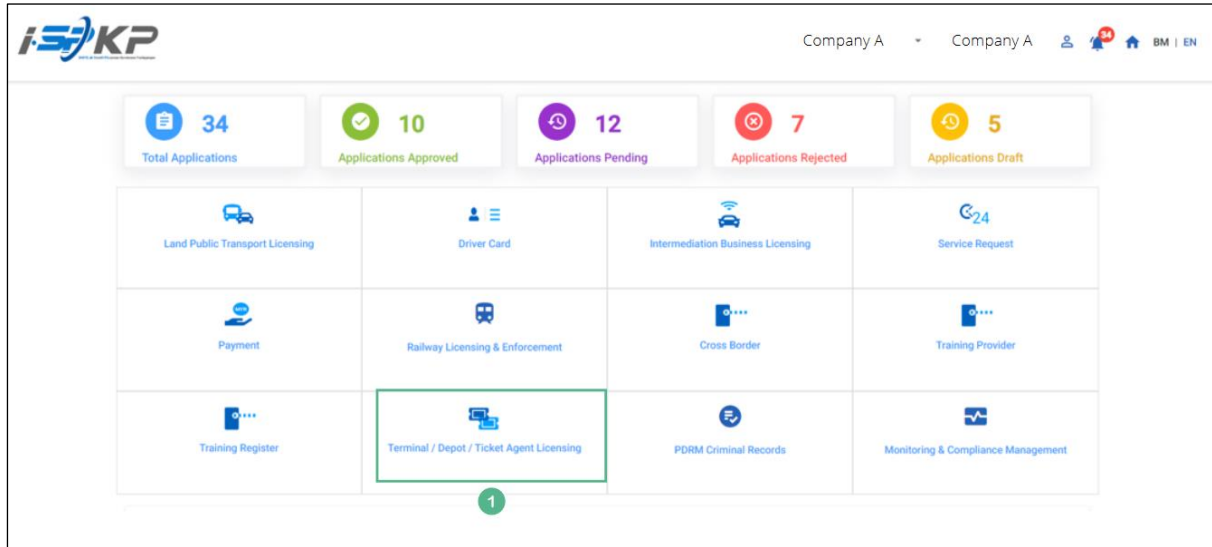 i-SPKP
Company A
Company A
34
BM | EN
34
Total Applications
10
Applications Approved
12
Applications Pending
7
Applications Rejected
5
Applications Draft
Land Public Transport Licensing
Driver Card
Intermediation Business Licensing
24
Service Request
Payment
Railway Licensing & Enforcement
Cross Border
Training Provider
Training Register
Terminal / Depot / Ticket Agent Licensing
PDRM Criminal Records
Monitoring & Compliance Management
1